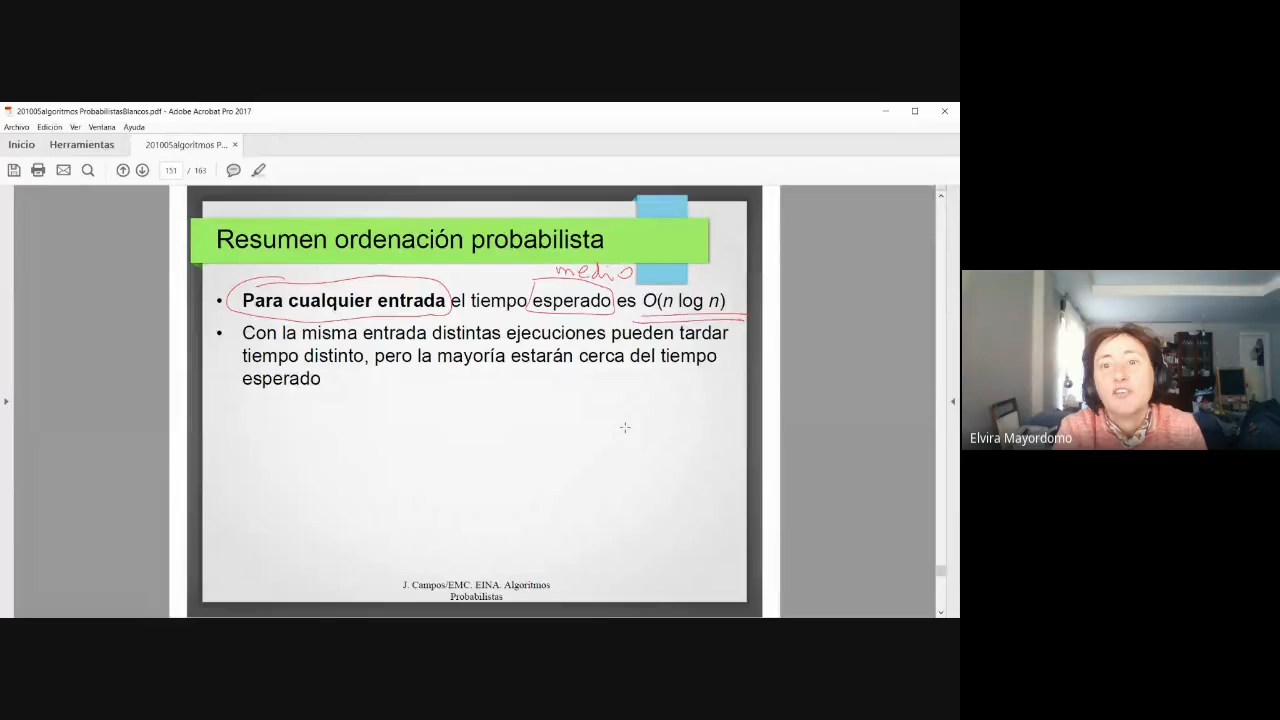 201005algoritmos ProbabilistasBlancos.pdf - Adobe Acrobat Pro 2017
Archivo Edición Ver Ventana Ayuda
Inicio Herramientas 201005algoritmos P... ×
151 / 163
Resumen ordenación probabilista
medio
• Para cualquier entrada el tiempo esperado es O(n log n)
• Con la misma entrada distintas ejecuciones pueden tardar
tiempo distinto, pero la mayoría estarán cerca del tiempo
esperado
J. Campos/EMC. EINA. Algoritmos
Probabilistas
Elvira Mayordomo